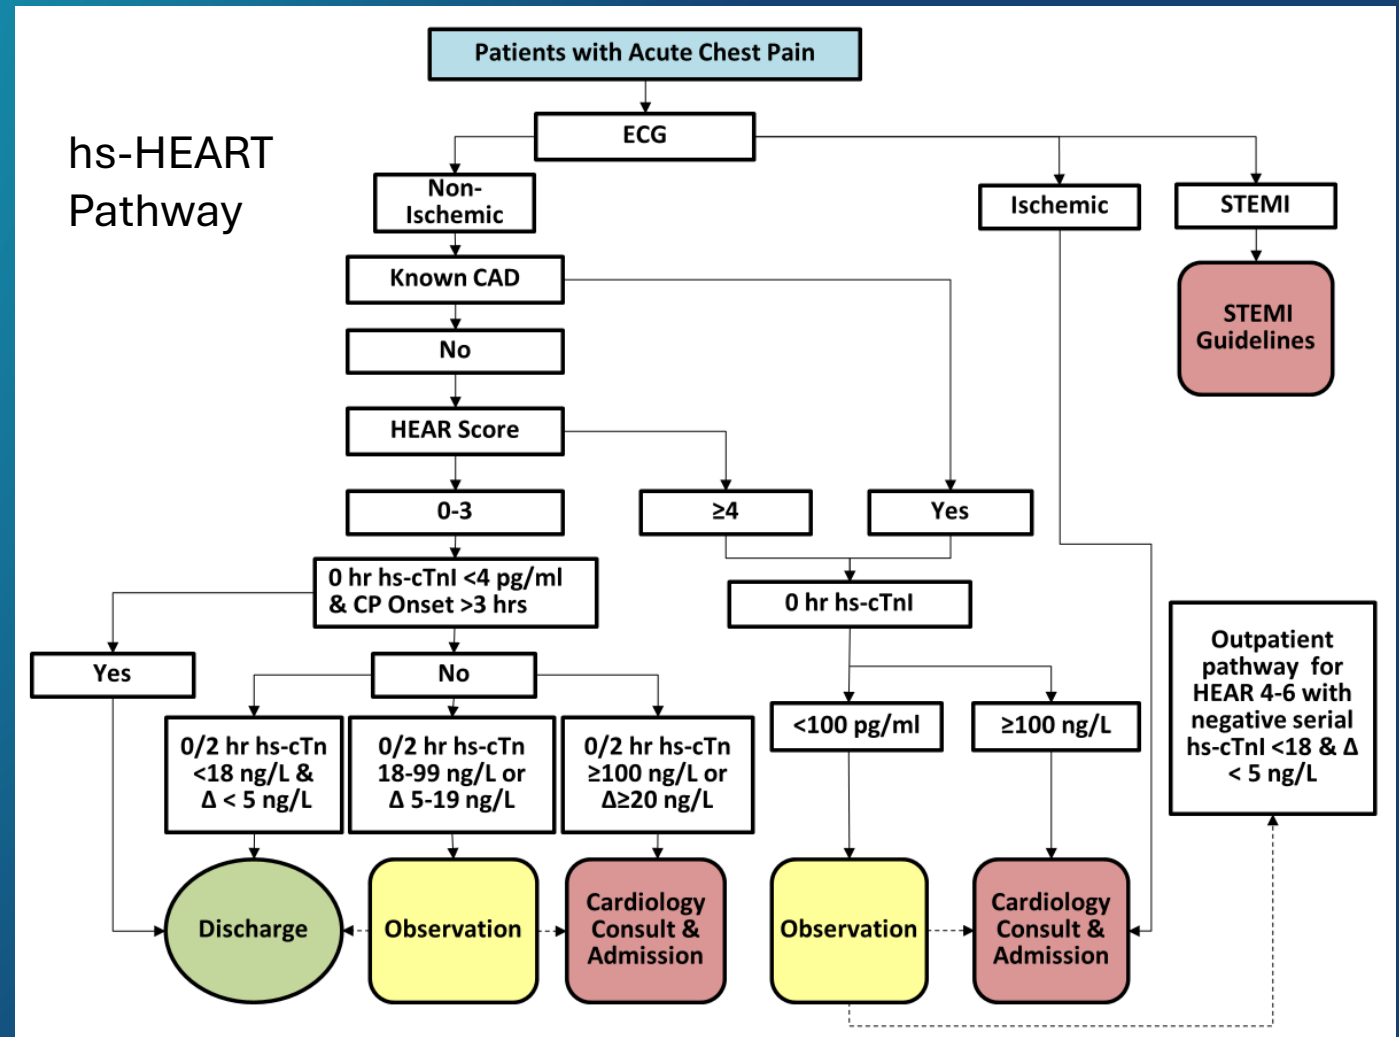 Patients with Acute Chest Pain
hs-HEART
Pathway
ECG
Non-
Ischemic
Ischemic
STEMI
Known CAD
STEMI
Guidelines
No
HEAR Score
0-3
≥4
Yes
0 hr hs-cTnI <4 pg/ml
& CP Onset >3 hrs
0 hr hs-cTnI
Yes
No
Outpatient
pathway for
HEAR 4-6 with
negative serial
hs-cTnI <18 & Δ
< 5 ng/L
0/2 hr hs-cTn
<18 ng/L &
Δ < 5 ng/L
0/2 hr hs-cTn
18-99 ng/L or
Δ 5-19 ng/L
0/2 hr hs-cTn
≥100 ng/L or
Δ≥20 ng/L
<100 pg/ml
≥100 ng/L
Discharge
Observation
Cardiology
Consult &
Admission
Observation
Cardiology
Consult &
Admission